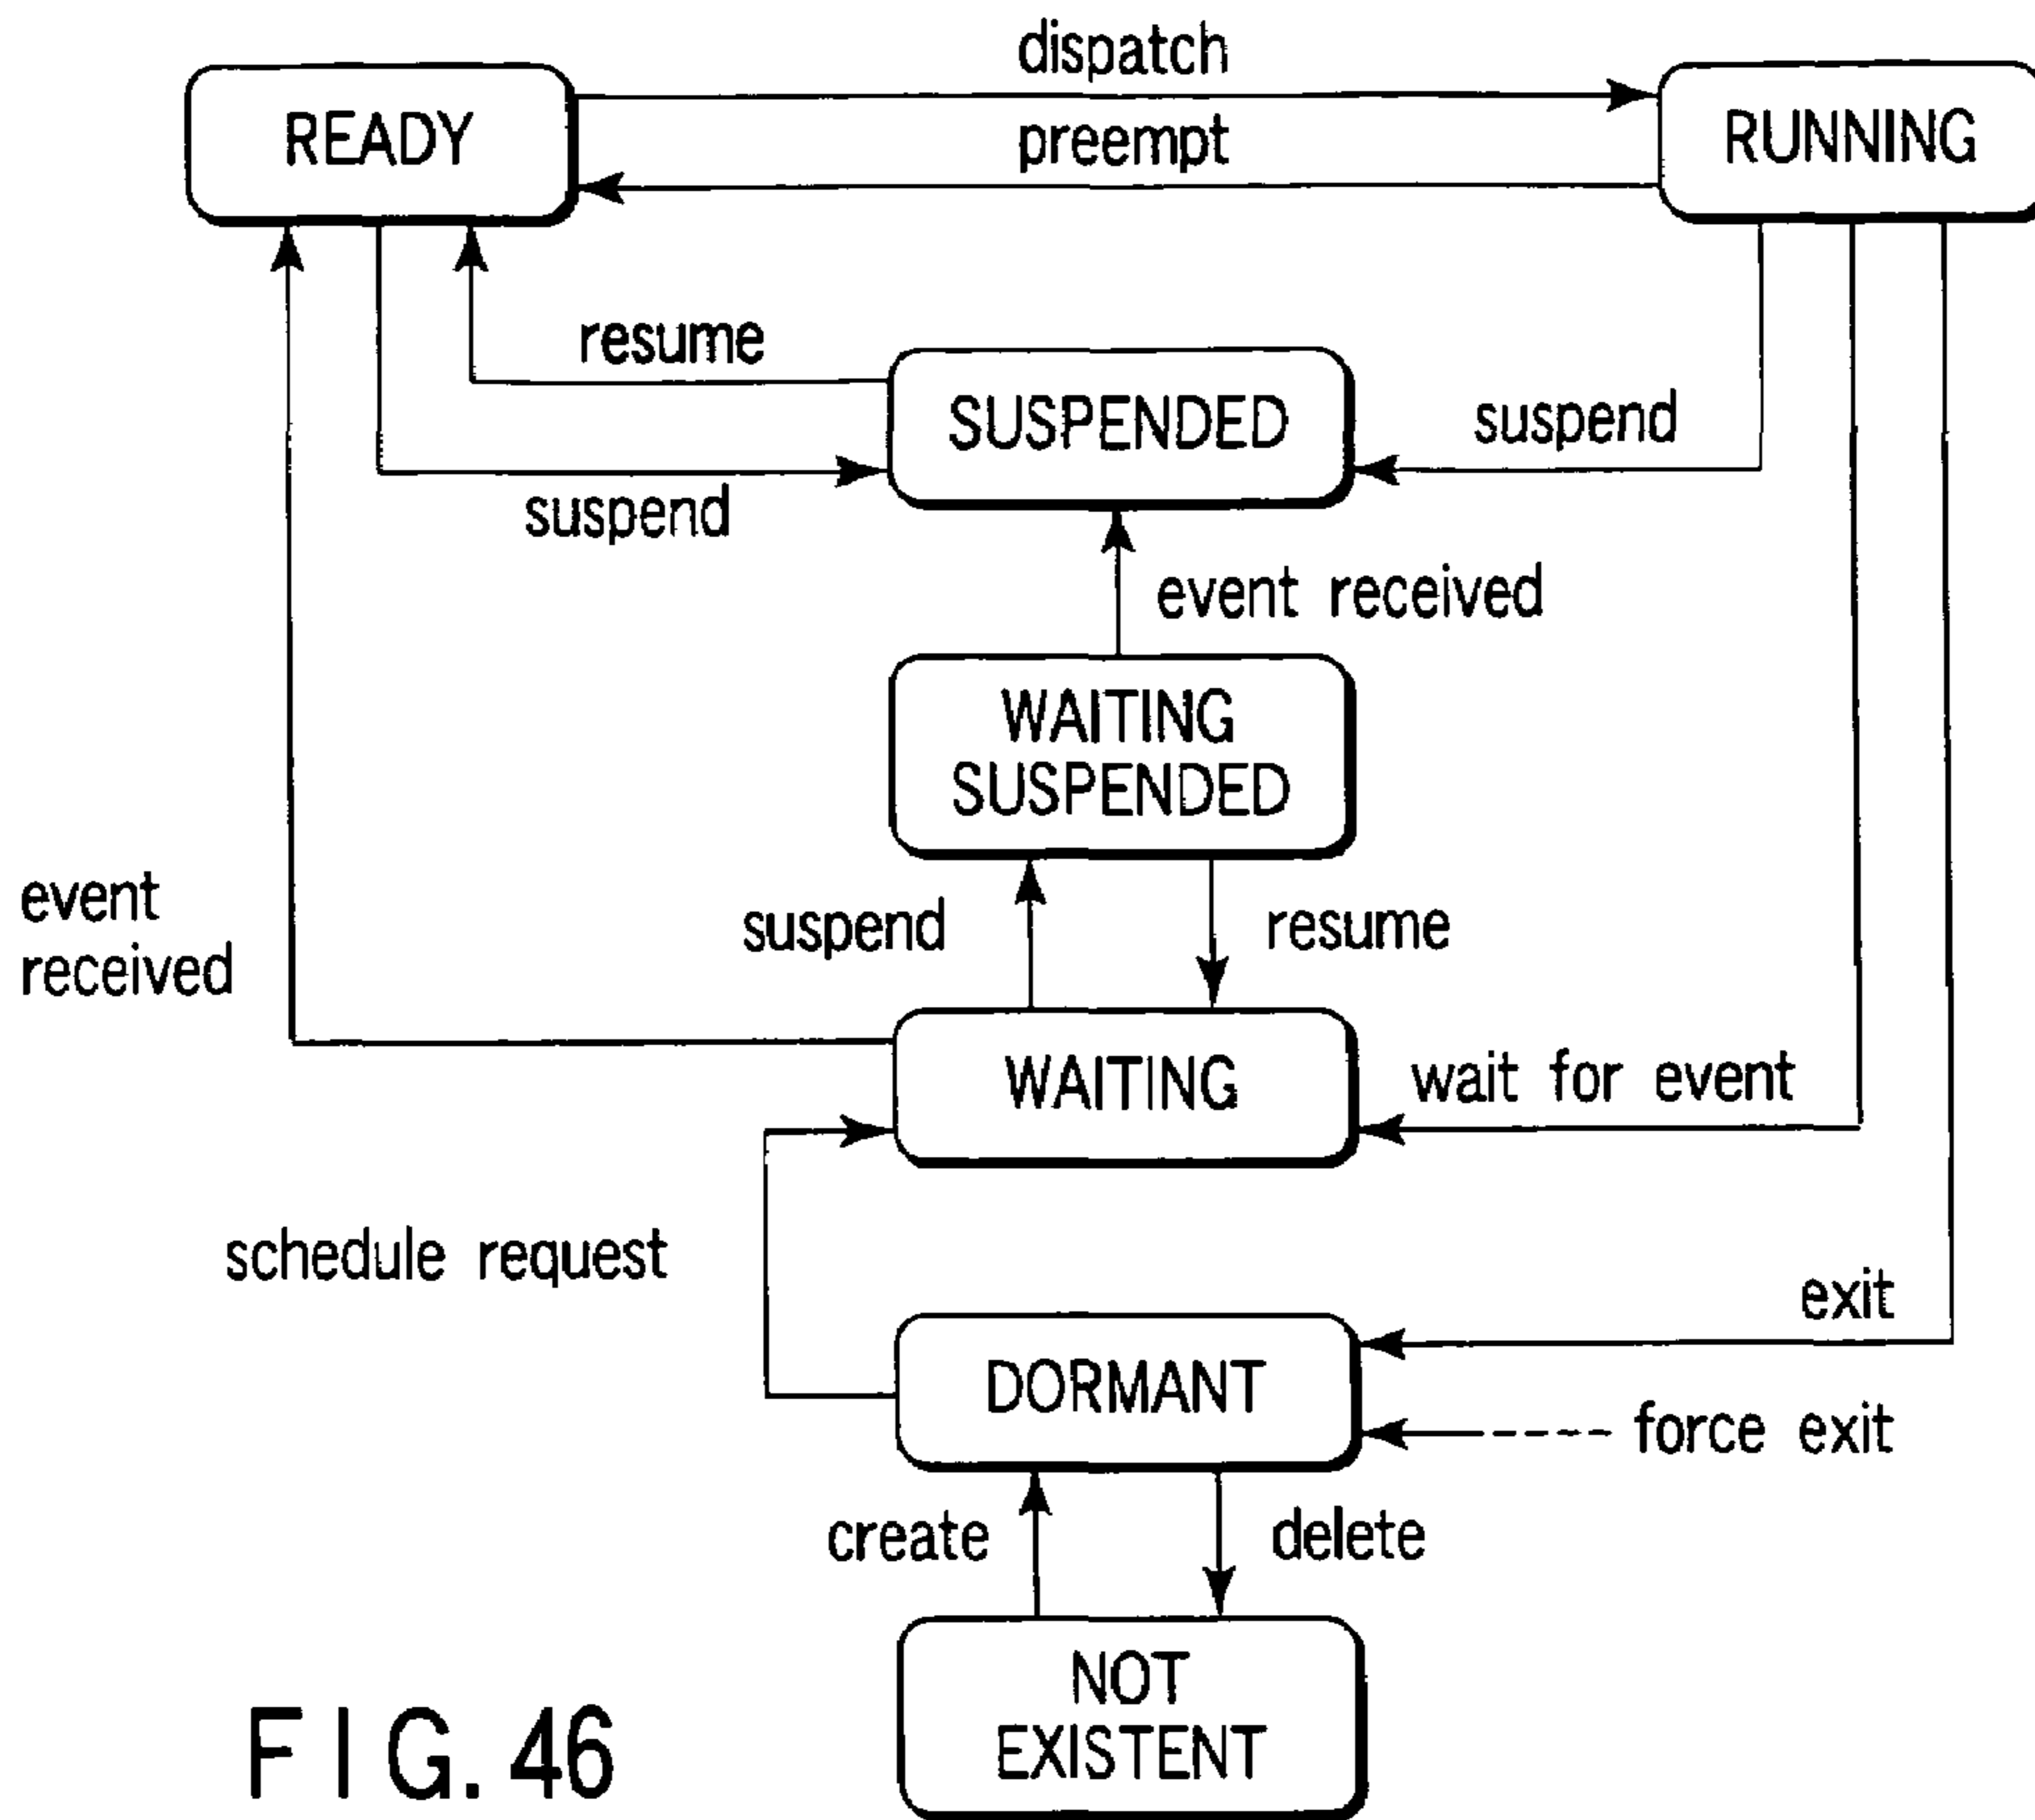 dispatch
READY
RUNNING
preempt
resume
SUSPENDED
suspend
suspend
event received
WAITING
SUSPENDED
event
received
suspend
resume
WAITING
wait for event
schedule request
exit
DORMANT
force exit
create
delete
NOT
EXISTENT
FIG. 46